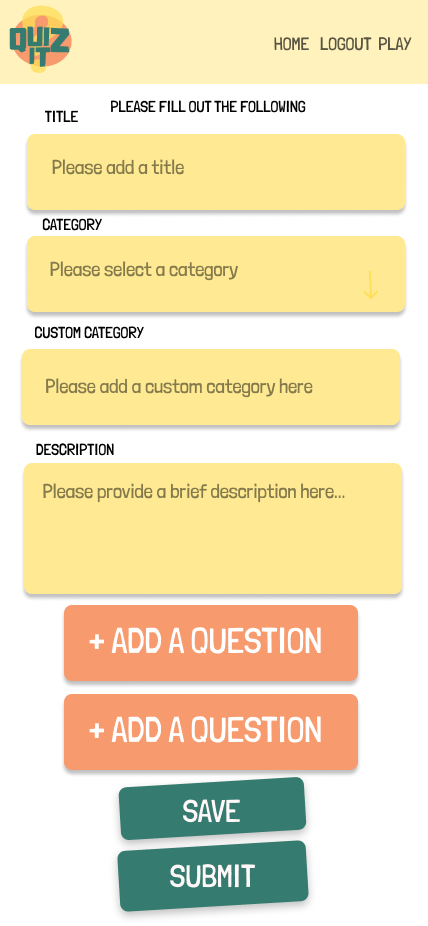 QUIZ
IT
HOME LOGOUT PLAY
PLEASE FILL OUT THE FOLLOWING
TITLE
Please add a title
CATEGORY
Please select a category
CUSTOM CATEGORY
Please add a custom category here
DESCRIPTION
Please provide a brief description here...
+ ADD A QUESTION
+ ADD A QUESTION
SAVE
SUBMIT